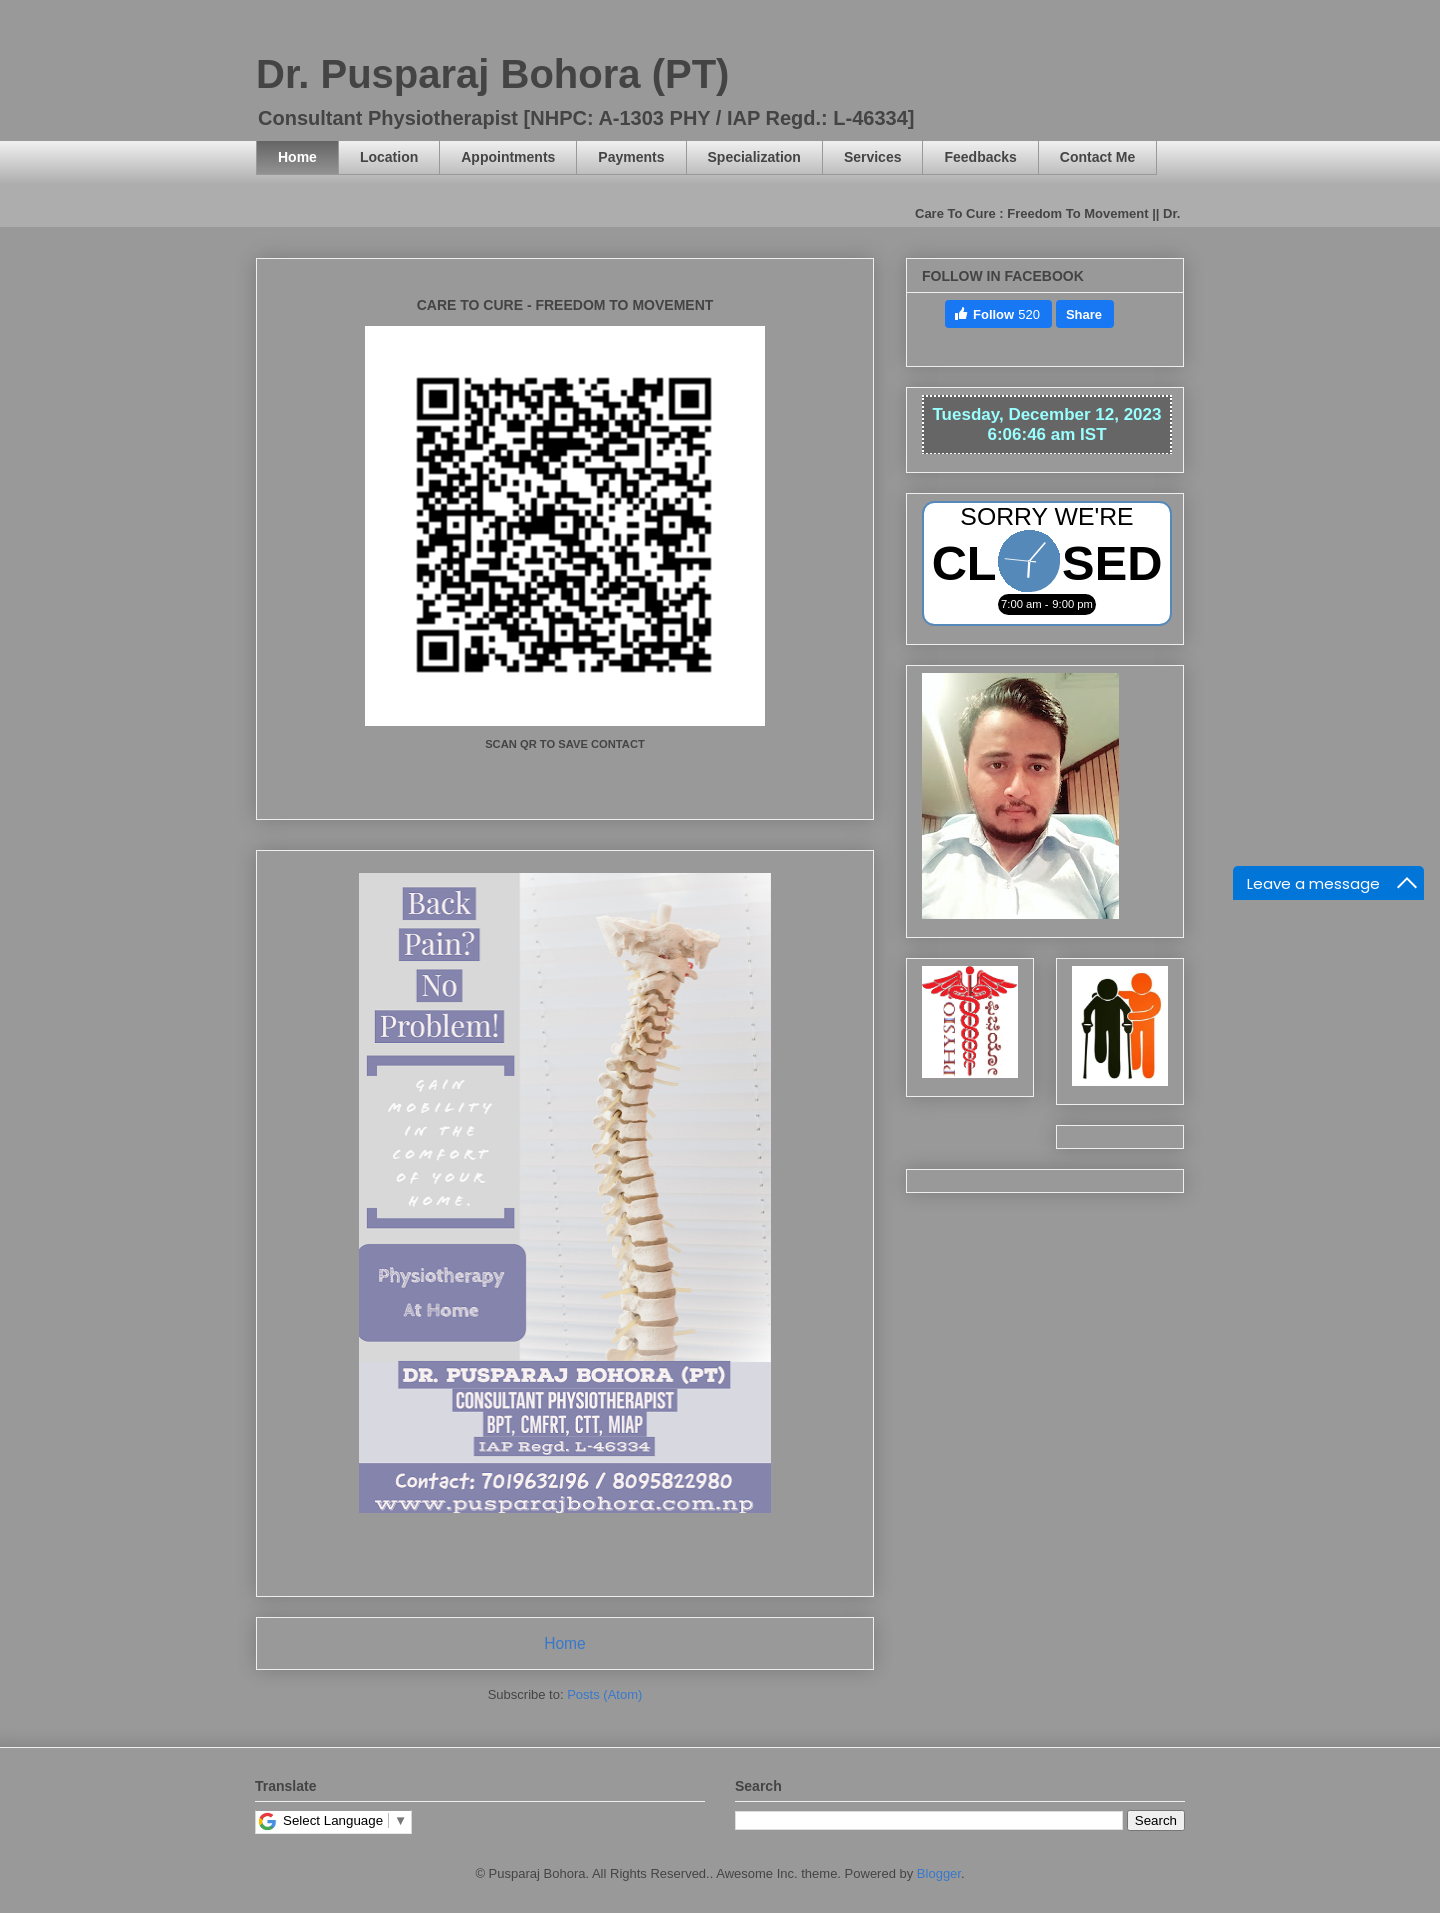 Dr. Pusparaj Bohora (PT)
Consultant Physiotherapist [NHPC: A-1303 PHY / IAP Regd.: L-46334]
Home Location Appointments Payments Specialization Services Feedbacks Contact Me
Care To Cure : Freedom To Movement || Dr.
CARE TO CURE - FREEDOM TO MOVEMENT
SCAN QR TO SAVE CONTACT
Back
Pain?
No
Problem!
GAIN
MOBILITY
IN THE
COMFORT
OF YOUR
HOME.
Physiotherapy
At Home
DR. PUSPARAJ BOHORA (PT)
CONSULTANT PHYSIOTHERAPIST
BPT, CMFRT, CTT, MIAP
IAP Regd. L-46334
Contact: 7019632196 / 8095822980
www.pusparajbohora.com.np
Home
Subscribe to: Posts (Atom)
FOLLOW IN FACEBOOK
Follow 520 Share
Tuesday, December 12, 2023
6:06:46 am IST
SORRY WE'RE
CL SED
7:00 am - 9:00 pm
PHYSIO
Leave a message
Translate
Select Language ▼
Search
Search
© Pusparaj Bohora. All Rights Reserved.. Awesome Inc. theme. Powered by Blogger.